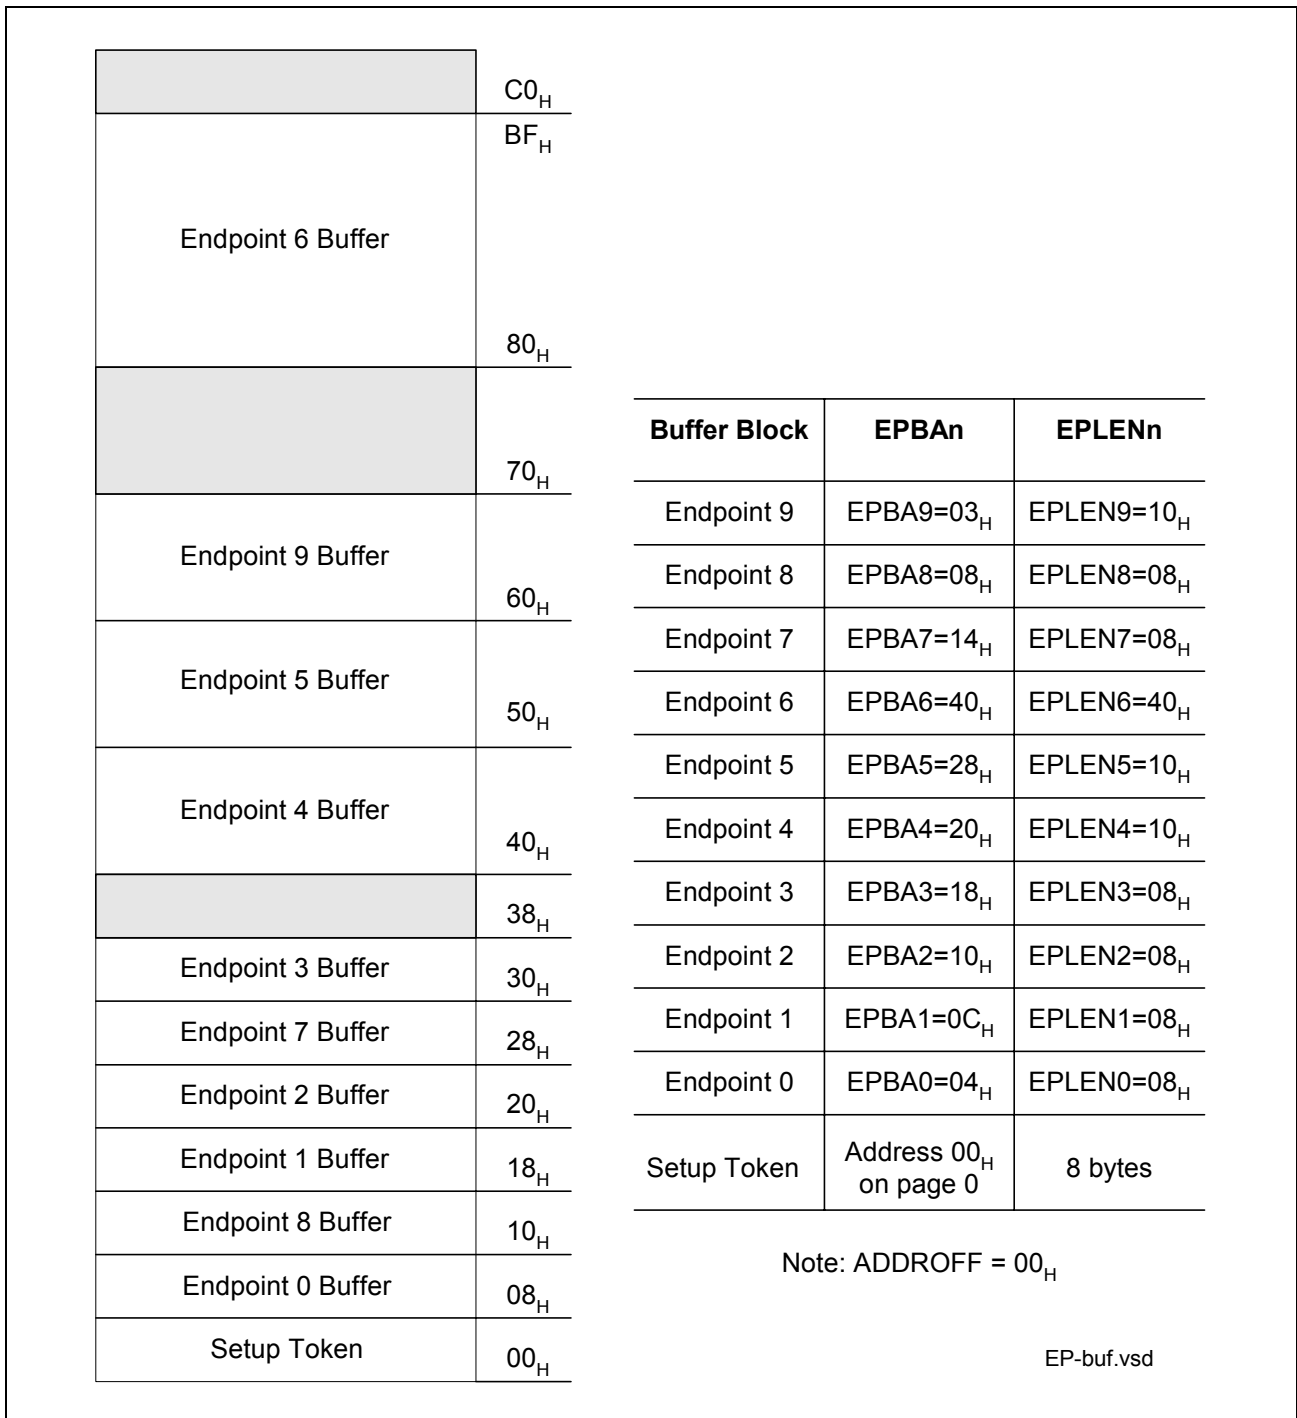 C0H
BFH
Endpoint 6 Buffer
80H
70H
Endpoint 9 Buffer
60H
Endpoint 5 Buffer
50H
Endpoint 4 Buffer
40H
38H
Endpoint 3 Buffer 30H
Endpoint 7 Buffer 28H
Endpoint 2 Buffer 20H
Endpoint 1 Buffer 18H
Endpoint 8 Buffer 10H
Endpoint 0 Buffer 08H
Setup Token 00H
Buffer Block EPBAn EPLENn
Endpoint 9 EPBA9=03H EPLEN9=10H
Endpoint 8 EPBA8=08H EPLEN8=08H
Endpoint 7 EPBA7=14H EPLEN7=08H
Endpoint 6 EPBA6=40H EPLEN6=40H
Endpoint 5 EPBA5=28H EPLEN5=10H
Endpoint 4 EPBA4=20H EPLEN4=10H
Endpoint 3 EPBA3=18H EPLEN3=08H
Endpoint 2 EPBA2=10H EPLEN2=08H
Endpoint 1 EPBA1=0CH EPLEN1=08H
Endpoint 0 EPBA0=04H EPLEN0=08H
Setup Token Address 00H on page 0 8 bytes
Note: ADDROFF = 00H
EP-buf.vsd